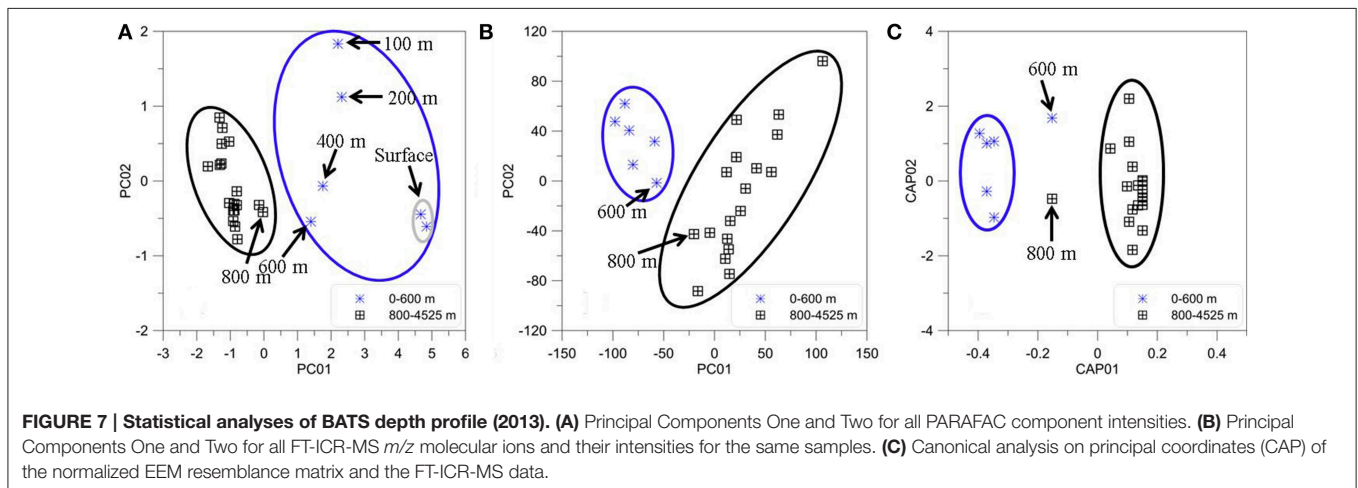 A
2
1
0
-1
-2
PC02
-3 -2 -1 0 1 2 3 4 5 6
PC01
100 m
200 m
400 m
Surface
600 m
800 m
0-600 m
800-4525 m
B
120
80
40
0
-40
-80
-120
PC02
-150 -100 -50 0 50 100 150
PC01
600 m
800 m
0-600 m
800-4525 m
C
4
2
0
-2
-4
CAP02
-0.4 -0.2 0 0.2 0.4
CAP01
600 m
800 m
0-600 m
800-4525 m
FIGURE 7 | Statistical analyses of BATS depth profile (2013). (A) Principal Components One and Two for all PARAFAC component intensities. (B) Principal
Components One and Two for all FT-ICR-MS m/z molecular ions and their intensities for the same samples. (C) Canonical analysis on principal coordinates (CAP) of
the normalized EEM resemblance matrix and the FT-ICR-MS data.